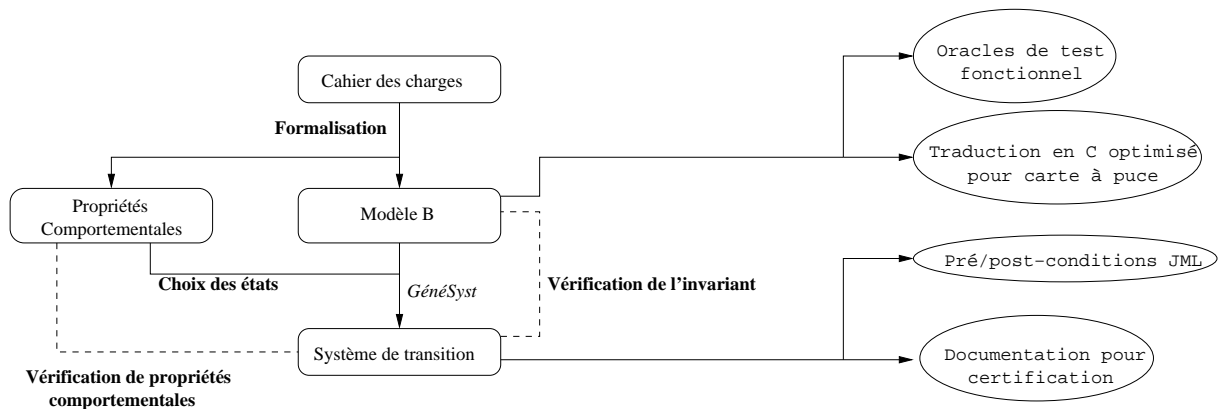 Oracles de test
fonctionnel
Cahier des charges
Formalisation
Traduction en C optimisé
pour carte à puce
Propriétés
Comportementales
Modèle B
Pré/post-conditions JML
Choix des états
GénéSyst
Vérification de l'invariant
Système de transition
Documentation pour
certification
Vérification de propriétés
comportementales